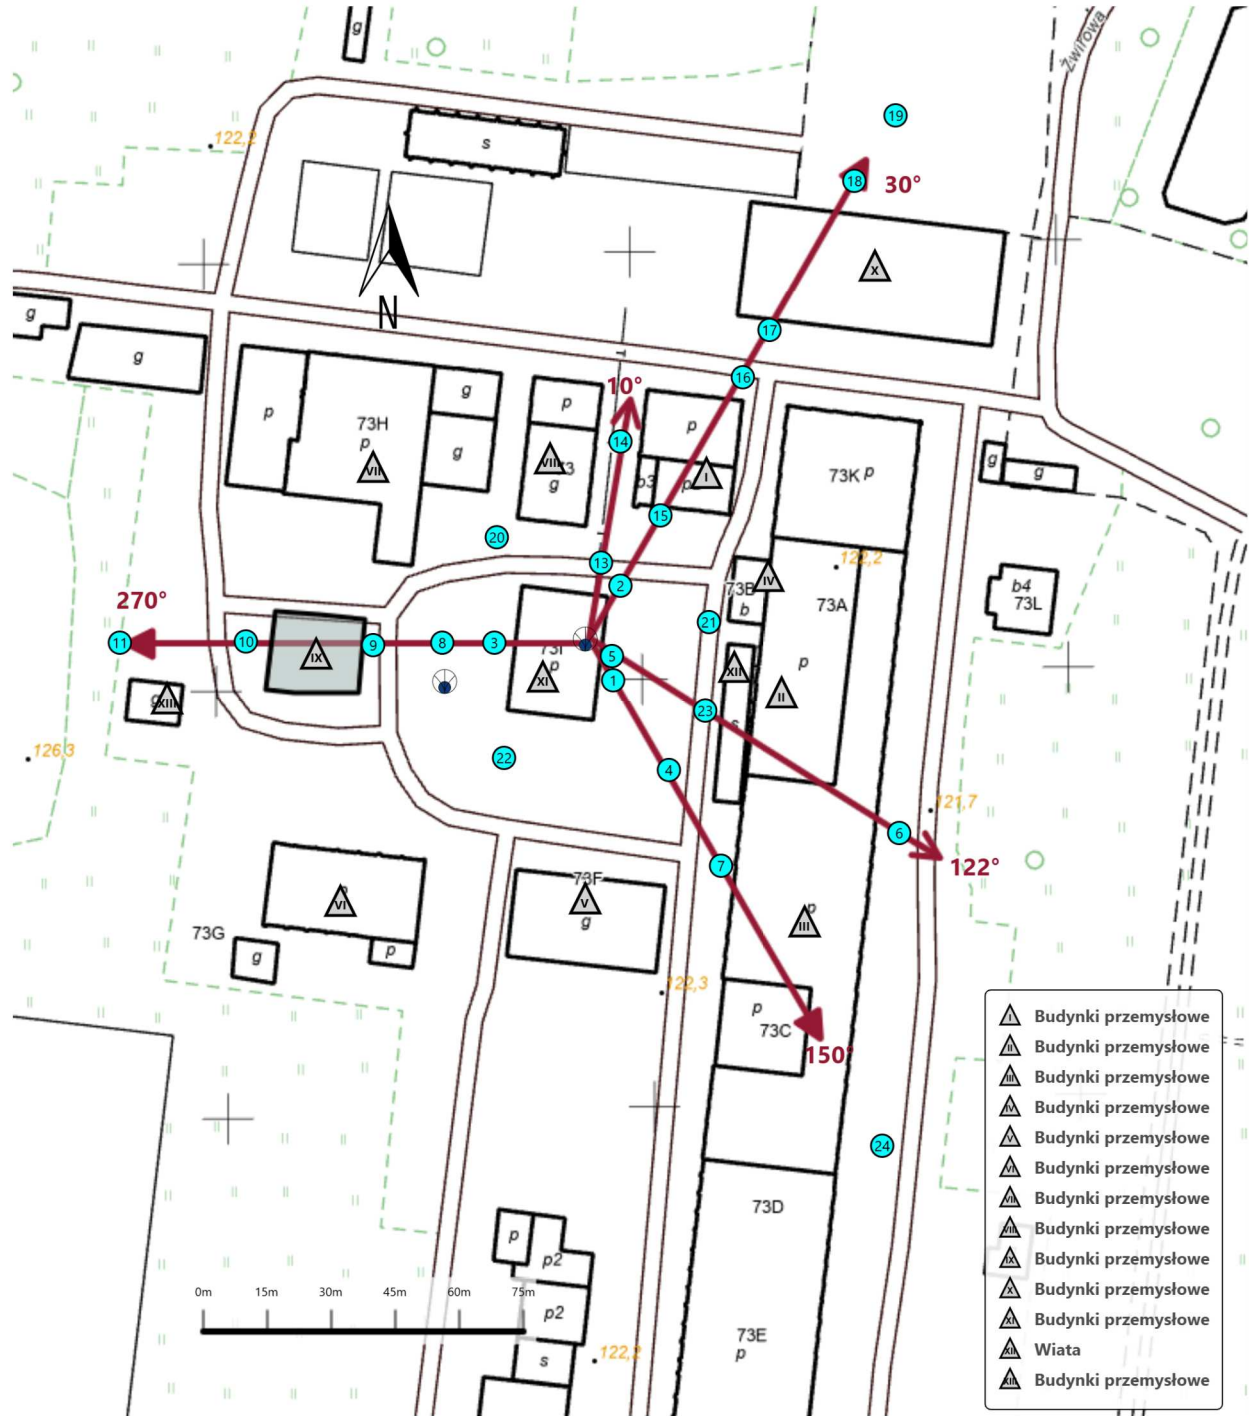 g
Żwirowa
19
122,2
s
18
30°
X
N
g
17
g
T
16
10°
p
g
p
14
p
73H
p
p
VII
g
VIII
73
g
b3
I
p
73K p
g
g
15
20
13
122,2
2
IV
73B
b
73A
b4
73L
270°
21
11
10
9
8
3
5
IX
73I
p
XI
1
XII
p
II
XIII
g
23
s
126,3
22
4
121,7
6
122°
7
73F
V
g
VI
III
p
73G
g
p
122,3
p
73C
150°
24
73D
p
p2
p2
s
122,2
73E
p
0m 15m 30m 45m 60m 75m
I Budynki przemysłowe
II Budynki przemysłowe
III Budynki przemysłowe
IV Budynki przemysłowe
V Budynki przemysłowe
VI Budynki przemysłowe
VII Budynki przemysłowe
VIII Budynki przemysłowe
IX Budynki przemysłowe
X Budynki przemysłowe
XI Budynki przemysłowe
XII Wiata
XIII Budynki przemysłowe